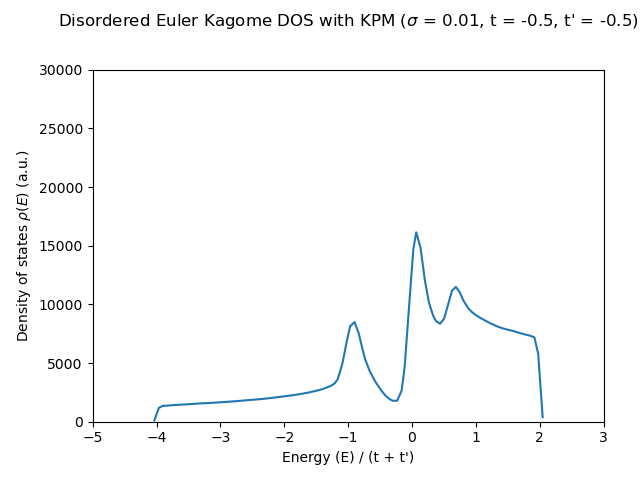 Disordered Euler Kagome DOS with KPM (σ = 0.01, t = -0.5, t' = -0.5)
30000
25000
20000
15000
10000
5000
0
Density of states ρ(E) (a.u.)
−5 −4 −3 −2 −1 0 1 2 3
Energy (E) / (t + t')